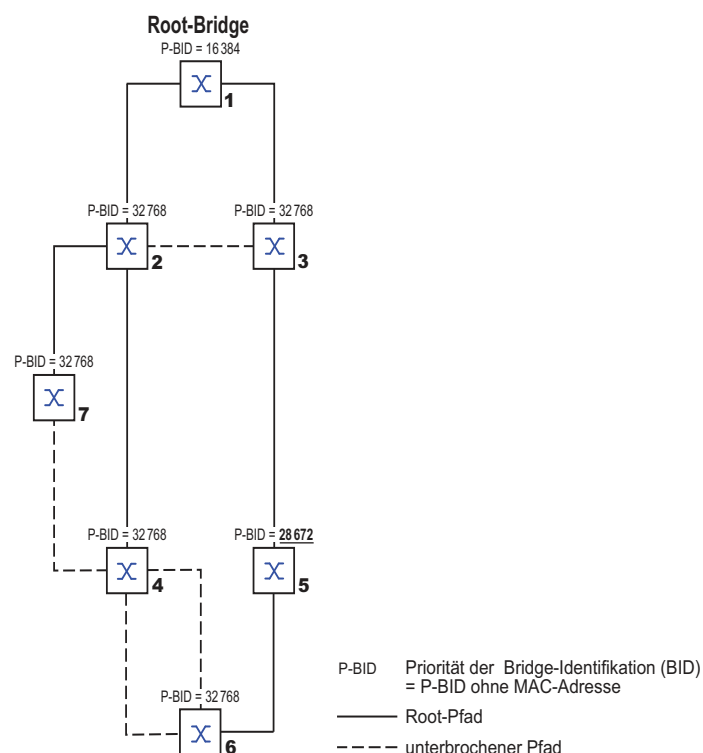 Root-Bridge
P-BID = 16 384
1
P-BID = 32 768
P-BID = 32 768
2
3
P-BID = 32 768
7
P-BID = 32 768
P-BID = 28 672
4
5
P-BID = 32 768
6
P-BID Priorität der Bridge-Identifikation (BID)
= P-BID ohne MAC-Adresse
Root-Pfad
unterbrochener Pfad